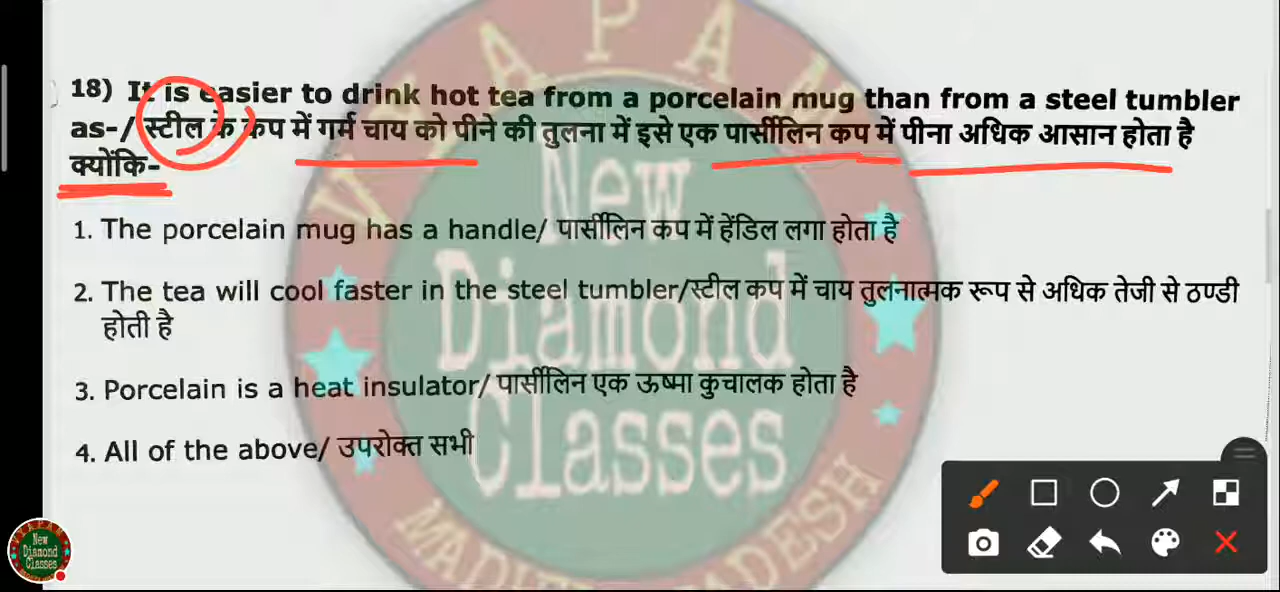 18) It is easier to drink hot tea from a porcelain mug than from a steel tumbler
as-/ स्टील के कप में गर्म चाय को पीने की तुलना में इसे एक पार्सीलिन कप में पीना अधिक आसान होता है
क्योंकि-
1. The porcelain mug has a handle/ पार्सीलिन कप में हेंडिल लगा होता है
2. The tea will cool faster in the steel tumbler/स्टील कप में चाय तुलनात्मक रूप से अधिक तेजी से ठण्डी
होती है
3. Porcelain is a heat insulator/ पार्सीलिन एक ऊष्मा कुचालक होता है
4. All of the above/ उपरोक्त सभी
VYAPAM
New
Diamond
Classes
MADHYA PRADESH
New
Diamond
Classes